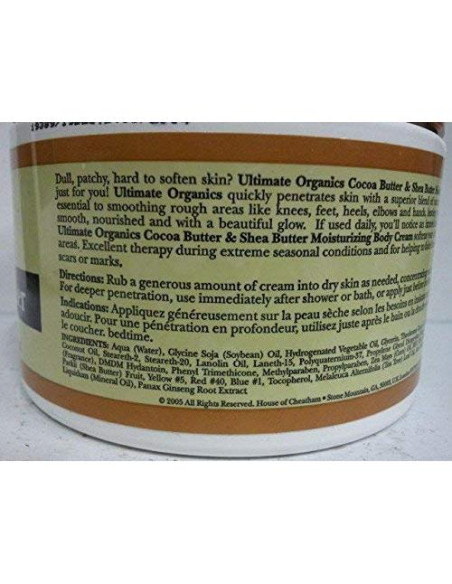 Dull, patchy, hard to soften skin? Ultimate Organics Cocoa Butter & Shea Butter
just for you! Ultimate Organics quickly penetrates skin with a superior blend of
essential to smoothing rough areas like knees, feet, heels, elbows and hands,
smooth, nourished and with a beautiful glow. If used daily, you'll notice an
Ultimate Organics Cocoa Butter & Shea Butter Moisturizing Body Cream
areas. Excellent therapy during extreme seasonal conditions and for helping to
scars or marks.
Directions: Rub a generous amount of cream into dry skin as needed, concentrating
For deeper penetration, use immediately after shower or bath, or apply just before
Indications: Appliquez généreusement sur la peau sèche selon les besoins
adoucir. Pour une pénétration en profondeur, utilisez juste après le bain ou
le coucher. bedtime.
INGREDIENTS: Aqua (Water), Glycine Soja (Soybean) Oil, Hydrogenated Vegetable Oil, Glycerin,
Coconut Oil, Steareth-2, Steareth-20, Lanolin Oil, Laneth-15, Polyquaternium-37, Propylene Glycol
(Fragrance), DMDM Hydantoin, Phenyl Trimethicone, Methylparaben, Propylparaben,
Parkii (Shea Butter) Fruit, Yellow #5, Red #40, Blue #1, Tocopherol, Melaleuca Alternifolia (Tea Tree)
Liquidum (Mineral Oil), Panax Ginseng Root Extract
© 2005 All Rights Reserved. House of Cheatham • Stone Mountain, GA